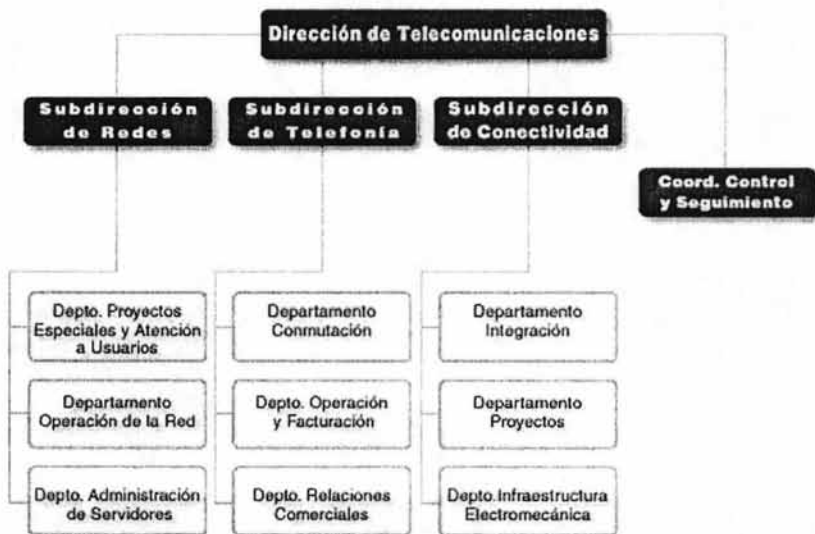 Dirección de Telecomunicaciones
Subdirección
de Redes
Subdirección
de Telefonía
Subdirección
de Conectividad
Coord. Control
y Seguimiento
Depto. Proyectos
Especiales y Atención
a Usuarios
Departamento
Operación de la Red
Depto. Administración
de Servidores
Departamento
Conmutación
Depto. Operación
y Facturación
Depto. Relaciones
Comerciales
Departamento
Integración
Departamento
Proyectos
Depto.Infraestructura
Electromecánica